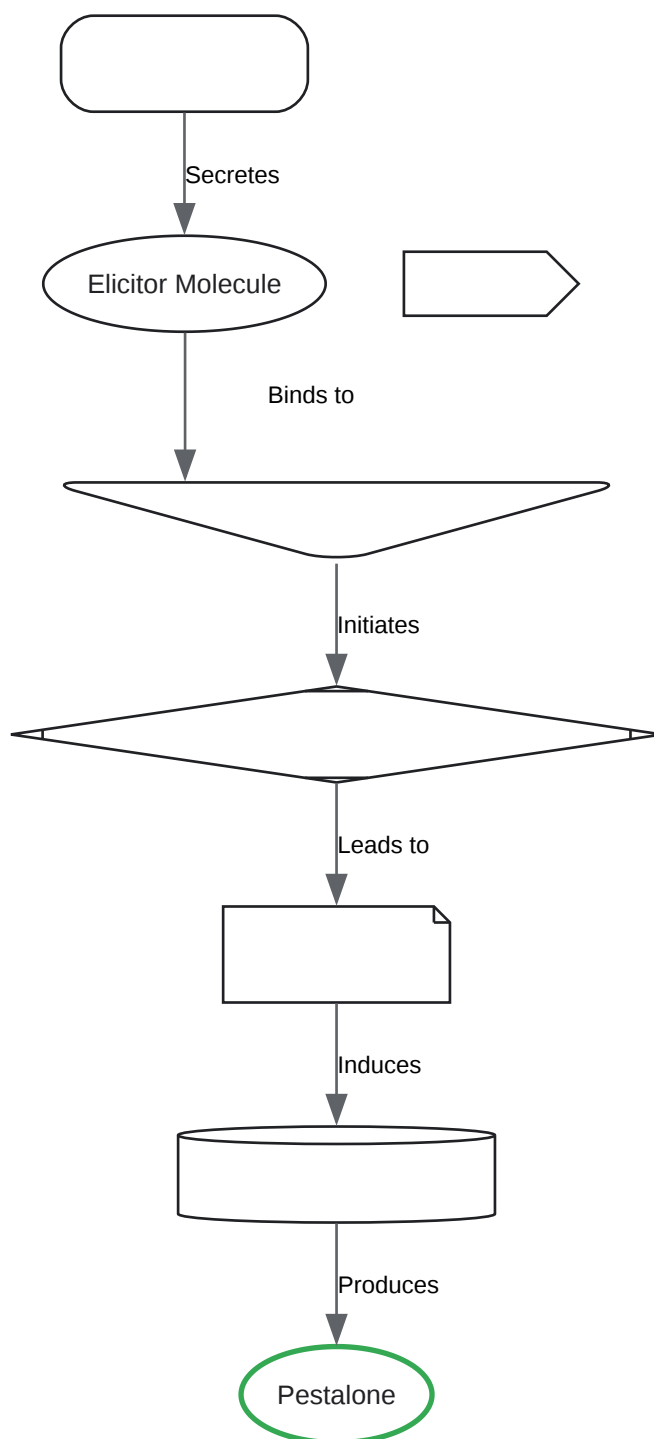 Secretes
Elicitor Molecule
Binds to
Initiates
Leads to
Induces
Produces
Pestalone